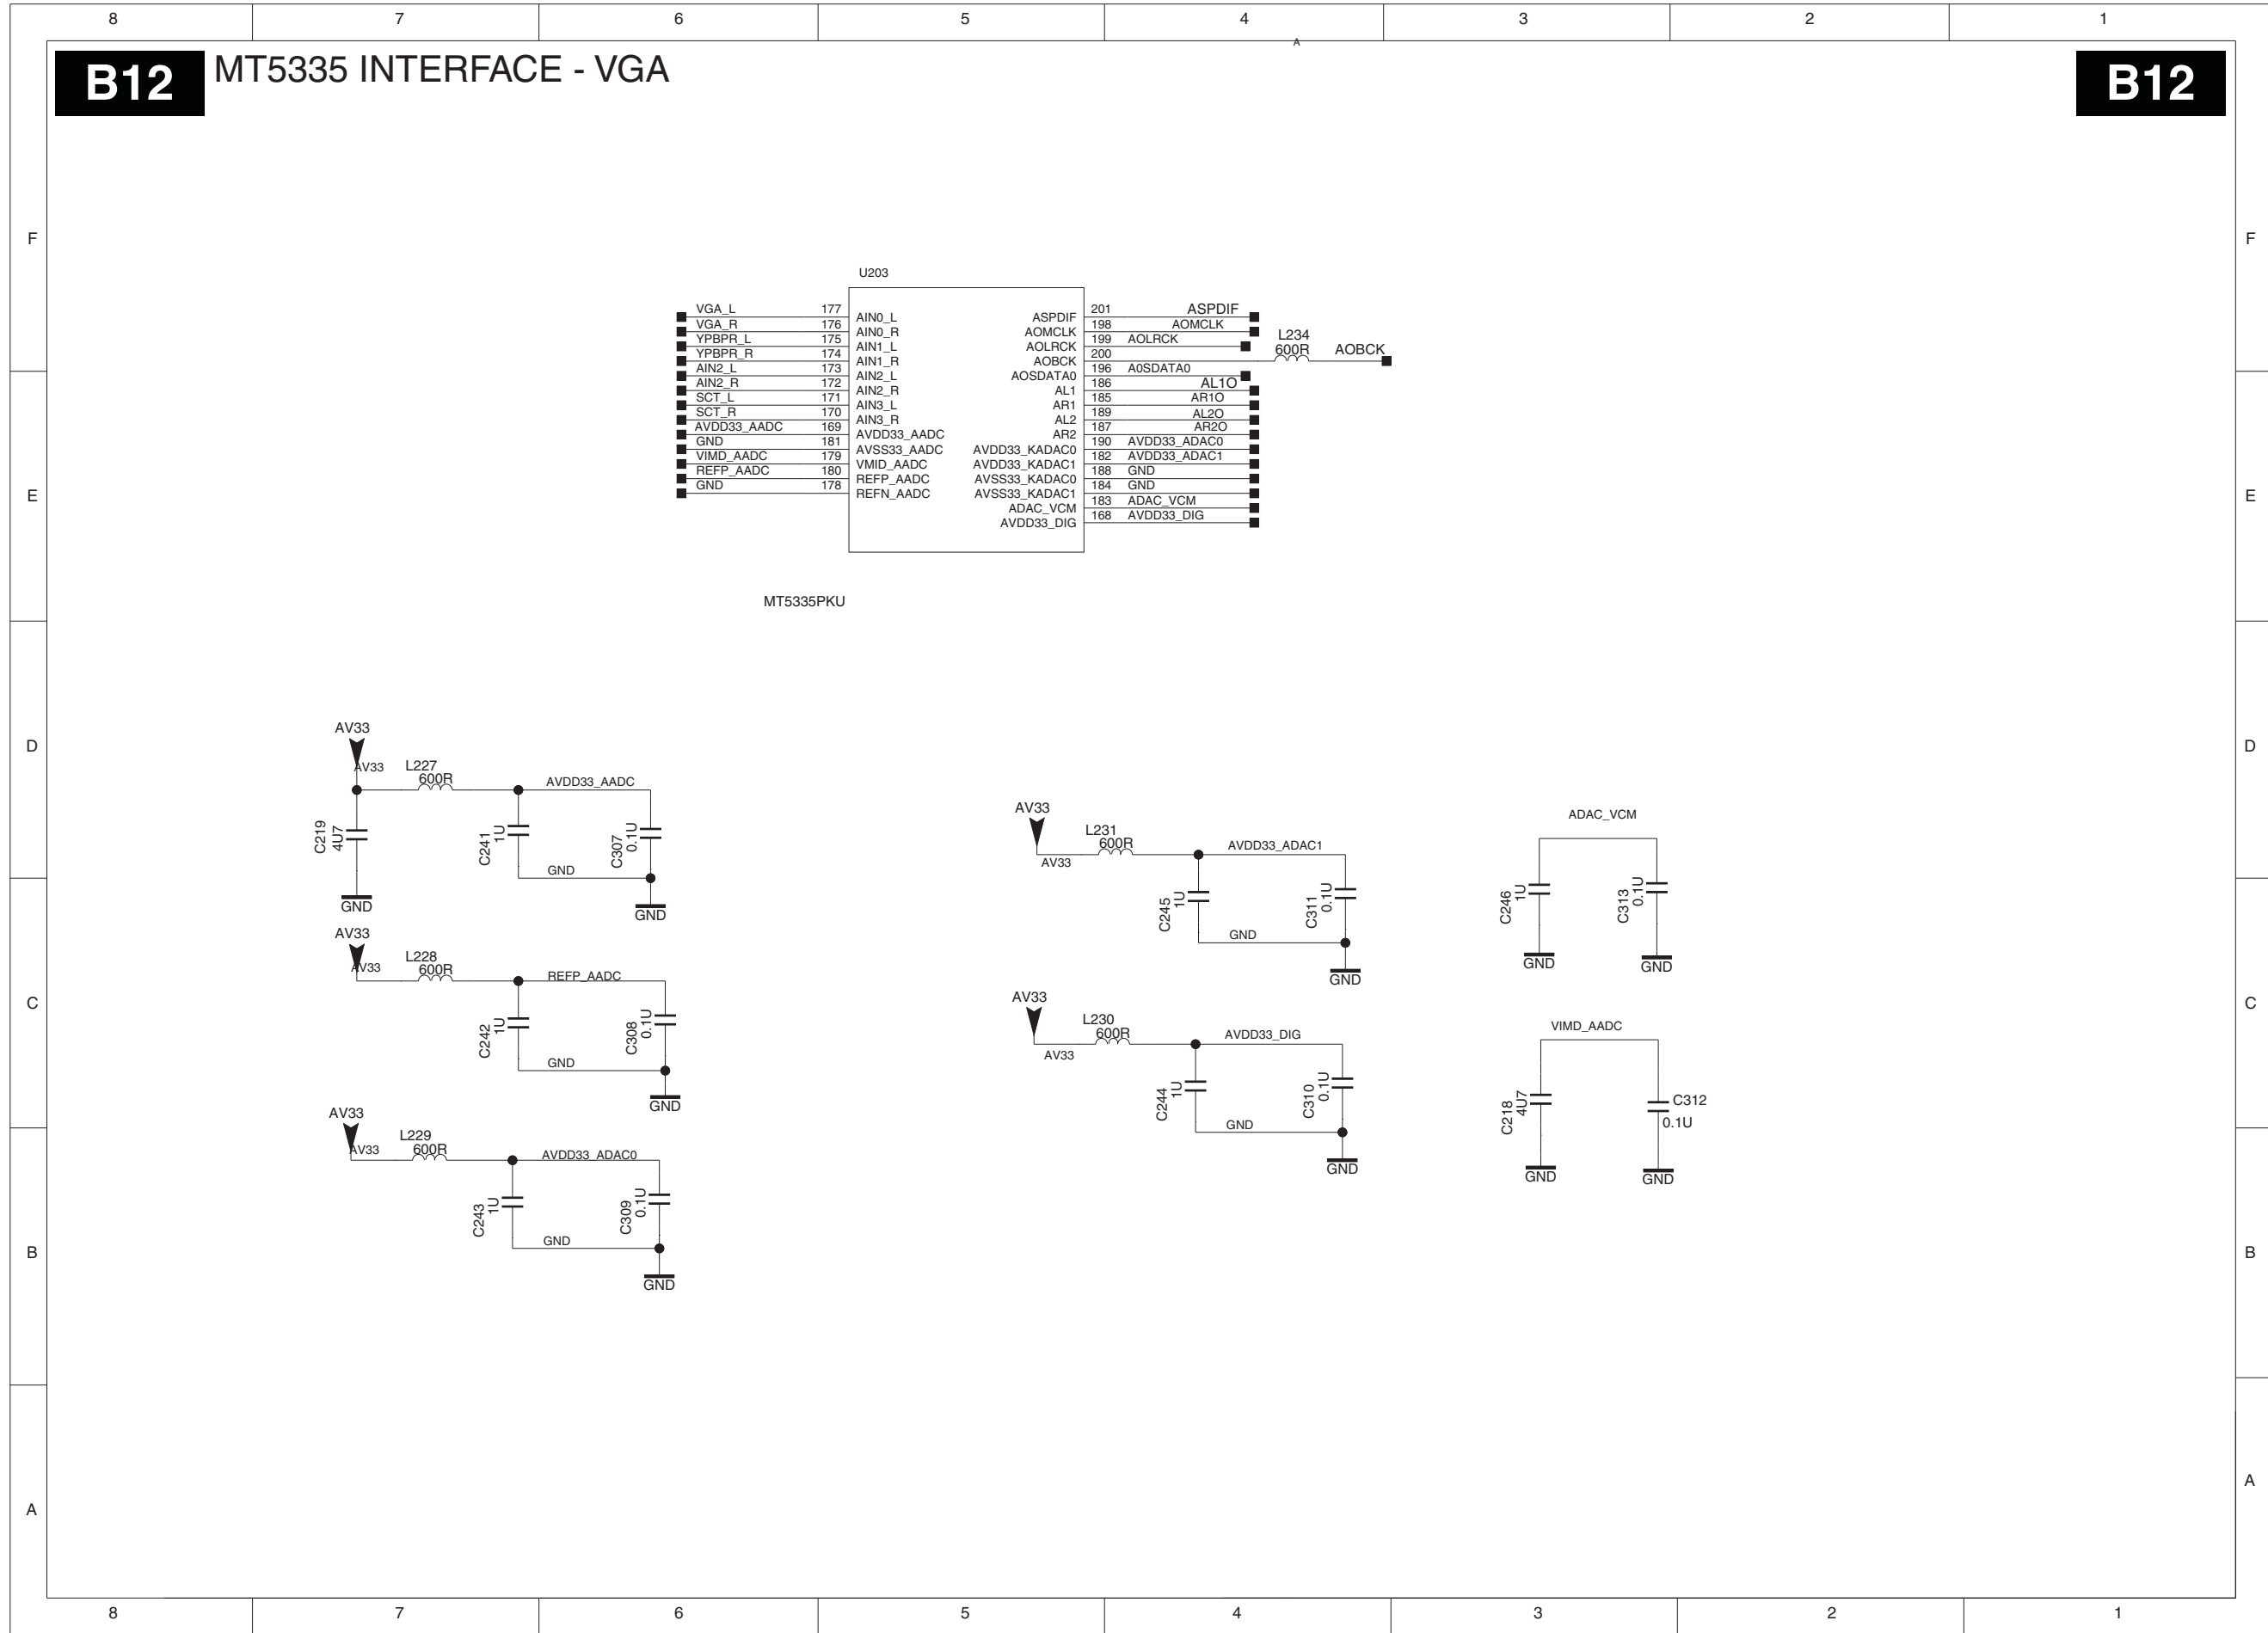 8 7 6 5 4 3 2 1
A
B12 MT5335 INTERFACE - VGA B12
F F
U203
VGA_L 177 AIN0_L ASPDIF 201 ASPDIF
VGA_R 176 AIN0_R AOMCLK 198 AOMCLK
YPBPR_L 175 AIN1_L AOLRCK 199 AOLRCK
L234
600R
YPBPR_R 174 AIN1_R AOBCK 200 AOBCK
AIN2_L 173 AIN2_L AOSDATA0 196 A0SDATA0
AIN2_R 172 AIN2_R AL1 186 AL1O
SCT_L 171 AIN3_L AR1 185 AR1O
SCT_R 170 AIN3_R AL2 189 AL2O
AVDD33_AADC 169 AVDD33_AADC AR2 187 AR2O
GND 181 AVSS33_AADC AVDD33_KADAC0 190 AVDD33_ADAC0
VIMD_AADC 179 VMID_AADC AVDD33_KADAC1 182 AVDD33_ADAC1
REFP_AADC 180 REFP_AADC AVSS33_KADAC0 188 GND
GND 178 REFN_AADC AVSS33_KADAC1 184 GND
ADAC_VCM 183 ADAC_VCM
AVDD33_DIG 168 AVDD33_DIG
E E
MT5335PKU
D D
AV33
AV33
L227
600R
AVDD33_AADC
C219
4U7
C241
1U
C307
0.1U
GND
GND
GND
AV33
AV33
L231
600R
AVDD33_ADAC1
C245
1U
C311
0.1U
GND
GND
ADAC_VCM
C246
1U
C313
0.1U
GND
GND
AV33
AV33
L228
600R
REFP_AADC
C242
1U
C308
0.1U
GND
GND
C C
AV33
AV33
L230
600R
AVDD33_DIG
C244
1U
C310
0.1U
GND
GND
VIMD_AADC
C218
4U7
C312
0.1U
GND
GND
AV33
AV33
L229
600R
AVDD33_ADAC0
C243
1U
C309
0.1U
GND
GND
B B
A A
8 7 6 5 4 3 2 1